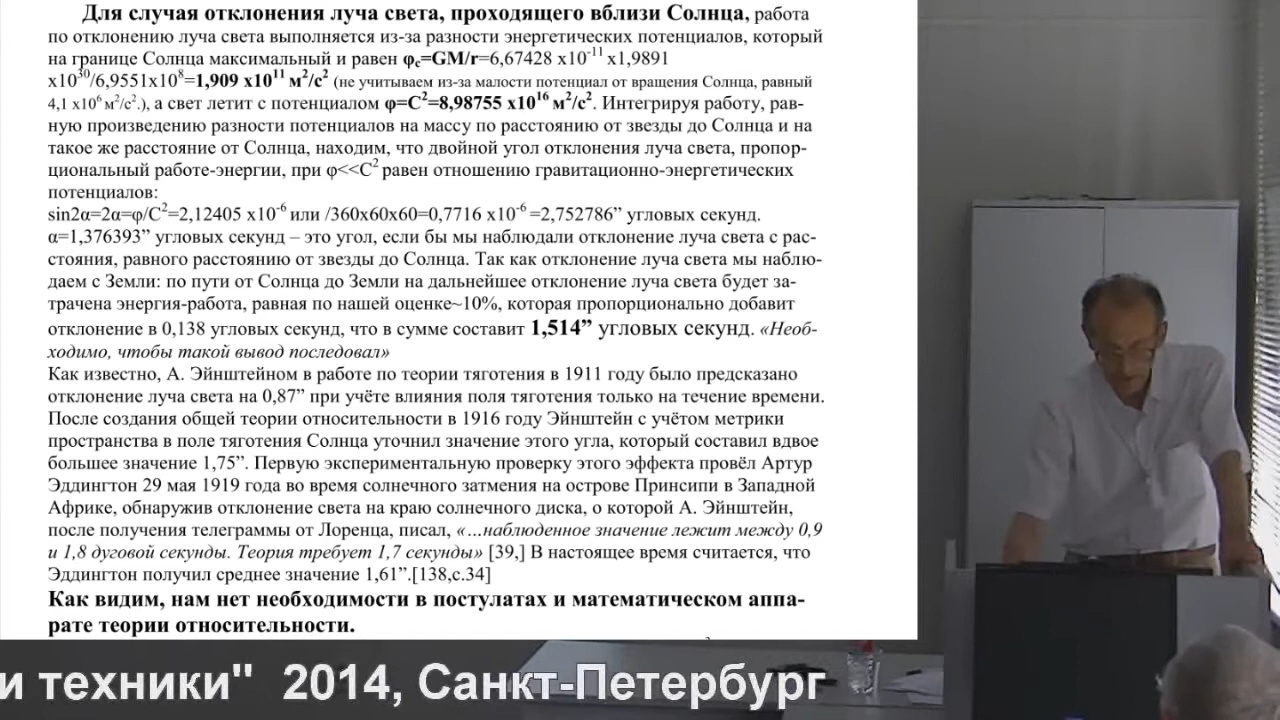 Для случая отклонения луча света, проходящего вблизи Солнца, работа
по отклонению луча света выполняется из-за разности энергетических потенциалов, который
на границе Солнца максимальный и равен φc=GM/r=6,67428 x10-11 x1,9891
x1030/6,9551x108=1,909 x1011 м2/с2 (не учитываем из-за малости потенциал от вращения Солнца, равный
4,1 x106 м2/с2.), а свет летит с потенциалом φ=C2=8,98755 x1016 м2/с2. Интегрируя работу, рав-
ную произведению разности потенциалов на массу по расстоянию от звезды до Солнца и на
такое же расстояние от Солнца, находим, что двойной угол отклонения луча света, пропор-
циональный работе-энергии, при φ<<C2 равен отношению гравитационно-энергетических
потенциалов:
sin2α=2α=φ/C2=2,12405 x10-6 или /360x60x60=0,7716 x10-6 =2,752786” угловых секунд.
α=1,376393” угловых секунд – это угол, если бы мы наблюдали отклонение луча света с рас-
стояния, равного расстоянию от звезды до Солнца. Так как отклонение луча света мы наблю-
даем с Земли: по пути от Солнца до Земли на дальнейшее отклонение луча света будет за-
трачена энергия-работа, равная по нашей оценке~10%, которая пропорционально добавит
отклонение в 0,138 угловых секунд, что в сумме составит 1,514” угловых секунд. «Необ-
ходимо, чтобы такой вывод последовал»
Как известно, А. Эйнштейном в работе по теории тяготения в 1911 году было предсказано
отклонение луча света на 0,87” при учёте влияния поля тяготения только на течение времени.
После создания общей теории относительности в 1916 году Эйнштейн с учётом метрики
пространства в поле тяготения Солнца уточнил значение этого угла, который составил вдвое
большее значение 1,75”. Первую экспериментальную проверку этого эффекта провёл Артур
Эддингтон 29 мая 1919 года во время солнечного затмения на острове Принсипи в Западной
Африке, обнаружив отклонение света на краю солнечного диска, о которой А. Эйнштейн,
после получения телеграммы от Лоренца, писал, «…наблюденное значение лежит между 0,9
и 1,8 дуговой секунды. Теория требует 1,7 секунды» [39,] В настоящее время считается, что
Эддингтон получил среднее значение 1,61”.[138,с.34]
Как видим, нам нет необходимости в постулатах и математическом аппа-
рате теории относительности.
и техники" 2014, Санкт-Петербург